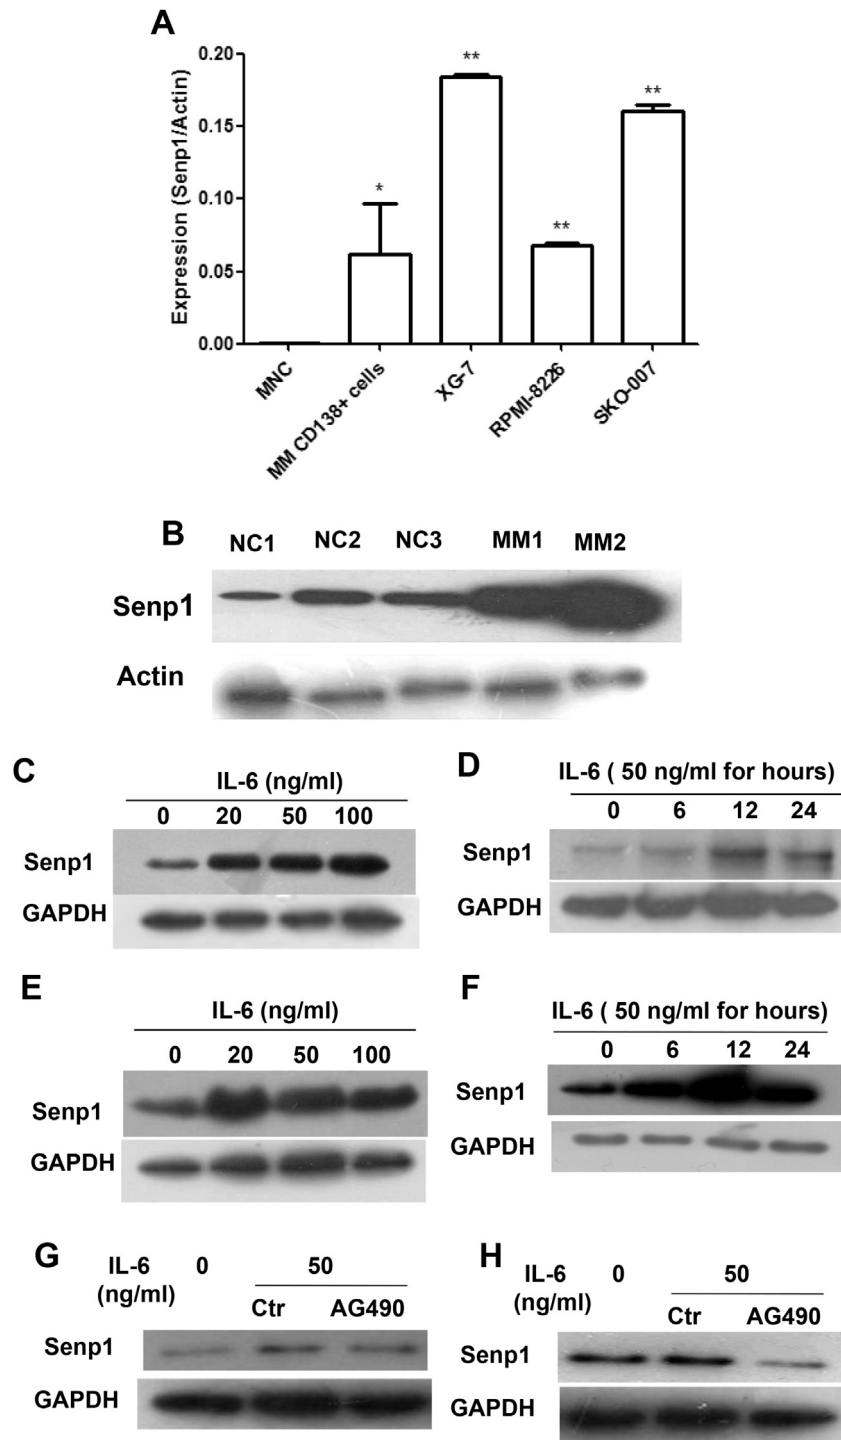 A
Expression (Senp1/Actin)
0.20
0.15
0.10
0.05
0.00
*
**
**
**
MNC
MM CD138+ cells
XG-7
RPMI-8226
SKO-007
B
NC1 NC2 NC3 MM1 MM2
Senp1
Actin
C
IL-6 (ng/ml)
0 20 50 100
Senp1
GAPDH
D
IL-6 ( 50 ng/ml for hours)
0 6 12 24
Senp1
GAPDH
E
IL-6 (ng/ml)
0 20 50 100
Senp1
GAPDH
F
IL-6 ( 50 ng/ml for hours)
0 6 12 24
Senp1
GAPDH
G
IL-6 0 50
(ng/ml)
Ctr AG490
Senp1
GAPDH
H
IL-6 0 50
(ng/ml)
Ctr AG490
Senp1
GAPDH